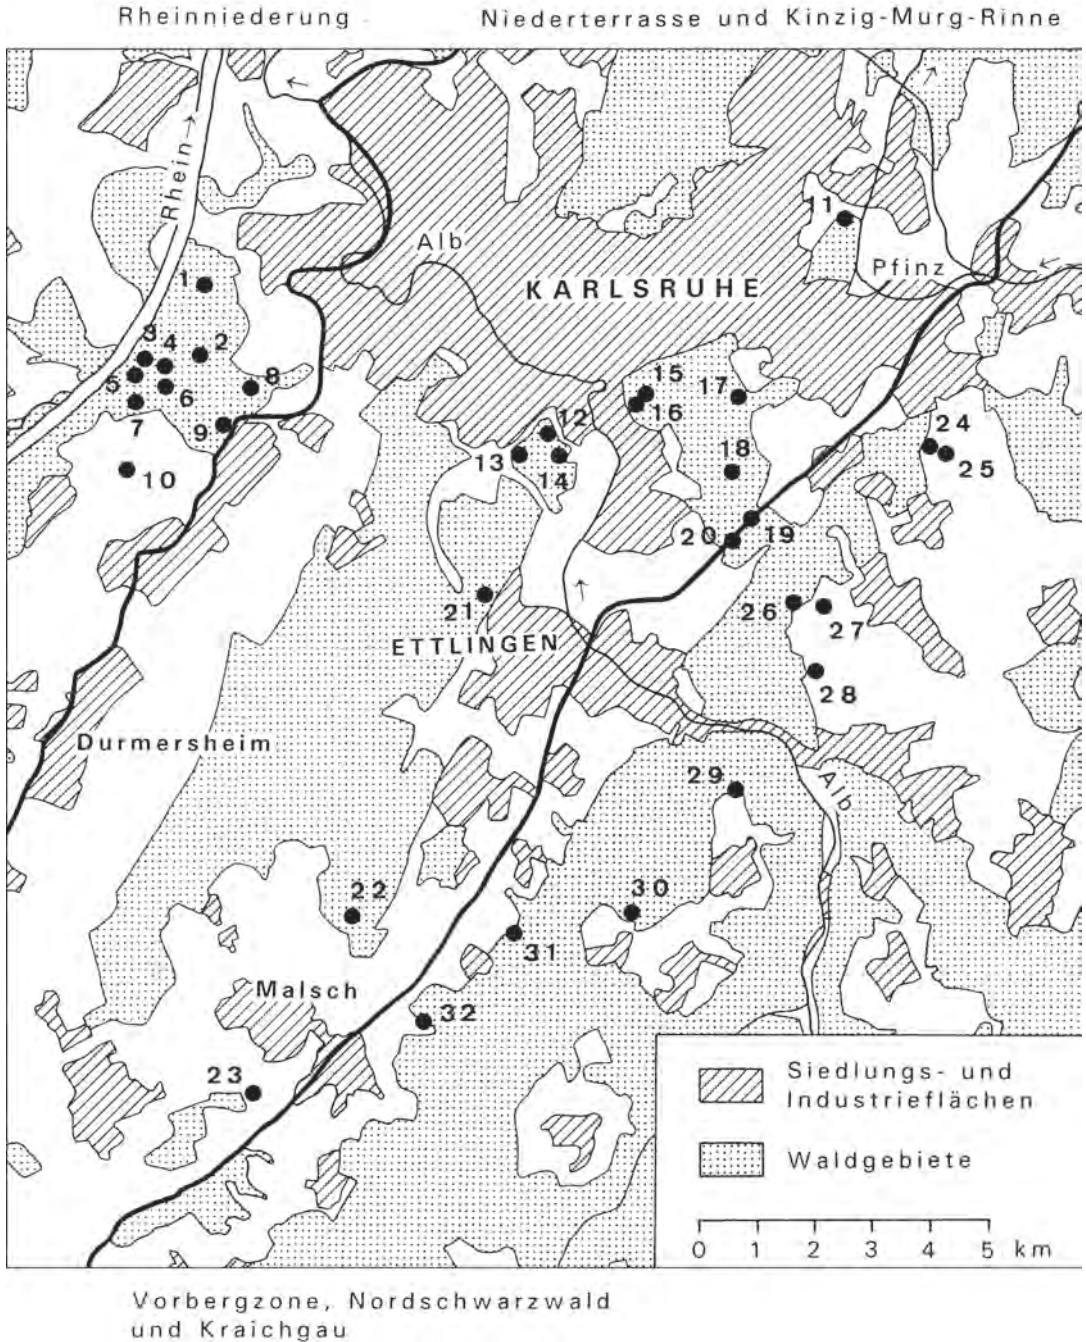 Rheinniederung
Niederterrasse und Kinzig-Murg-Rinne
Rhein
Alb
KARLSRUHE
Pfinz
11
1
2
3
4
5
6
7
8
9
10
12
13
14
15
16
17
18
19
20
21
24
25
26
27
28
ETTLINGEN
Durmersheim
Alb
29
30
31
22
Malsch
32
23
Siedlungs- und
Industrieflächen
Waldgebiete
0 1 2 3 4 5 km
Vorbergzone, Nordschwarzwald
und Kraichgau